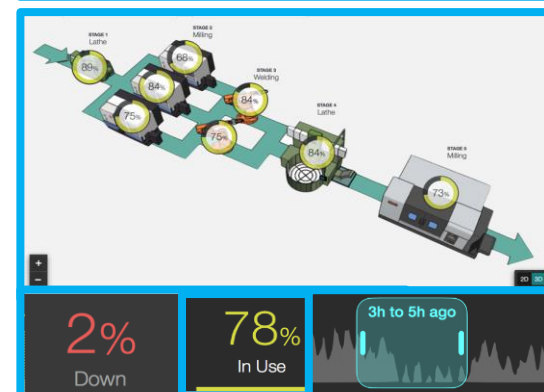 STAGE 1
Lathe
89%
STAGE 2
Milling
68%
84%
75%
STAGE 3
Welding
84%
75%
STAGE 4
Lathe
84%
STAGE 5
Milling
73%
+
−
2D 3D
2%
Down
78%
In Use
3h to 5h ago